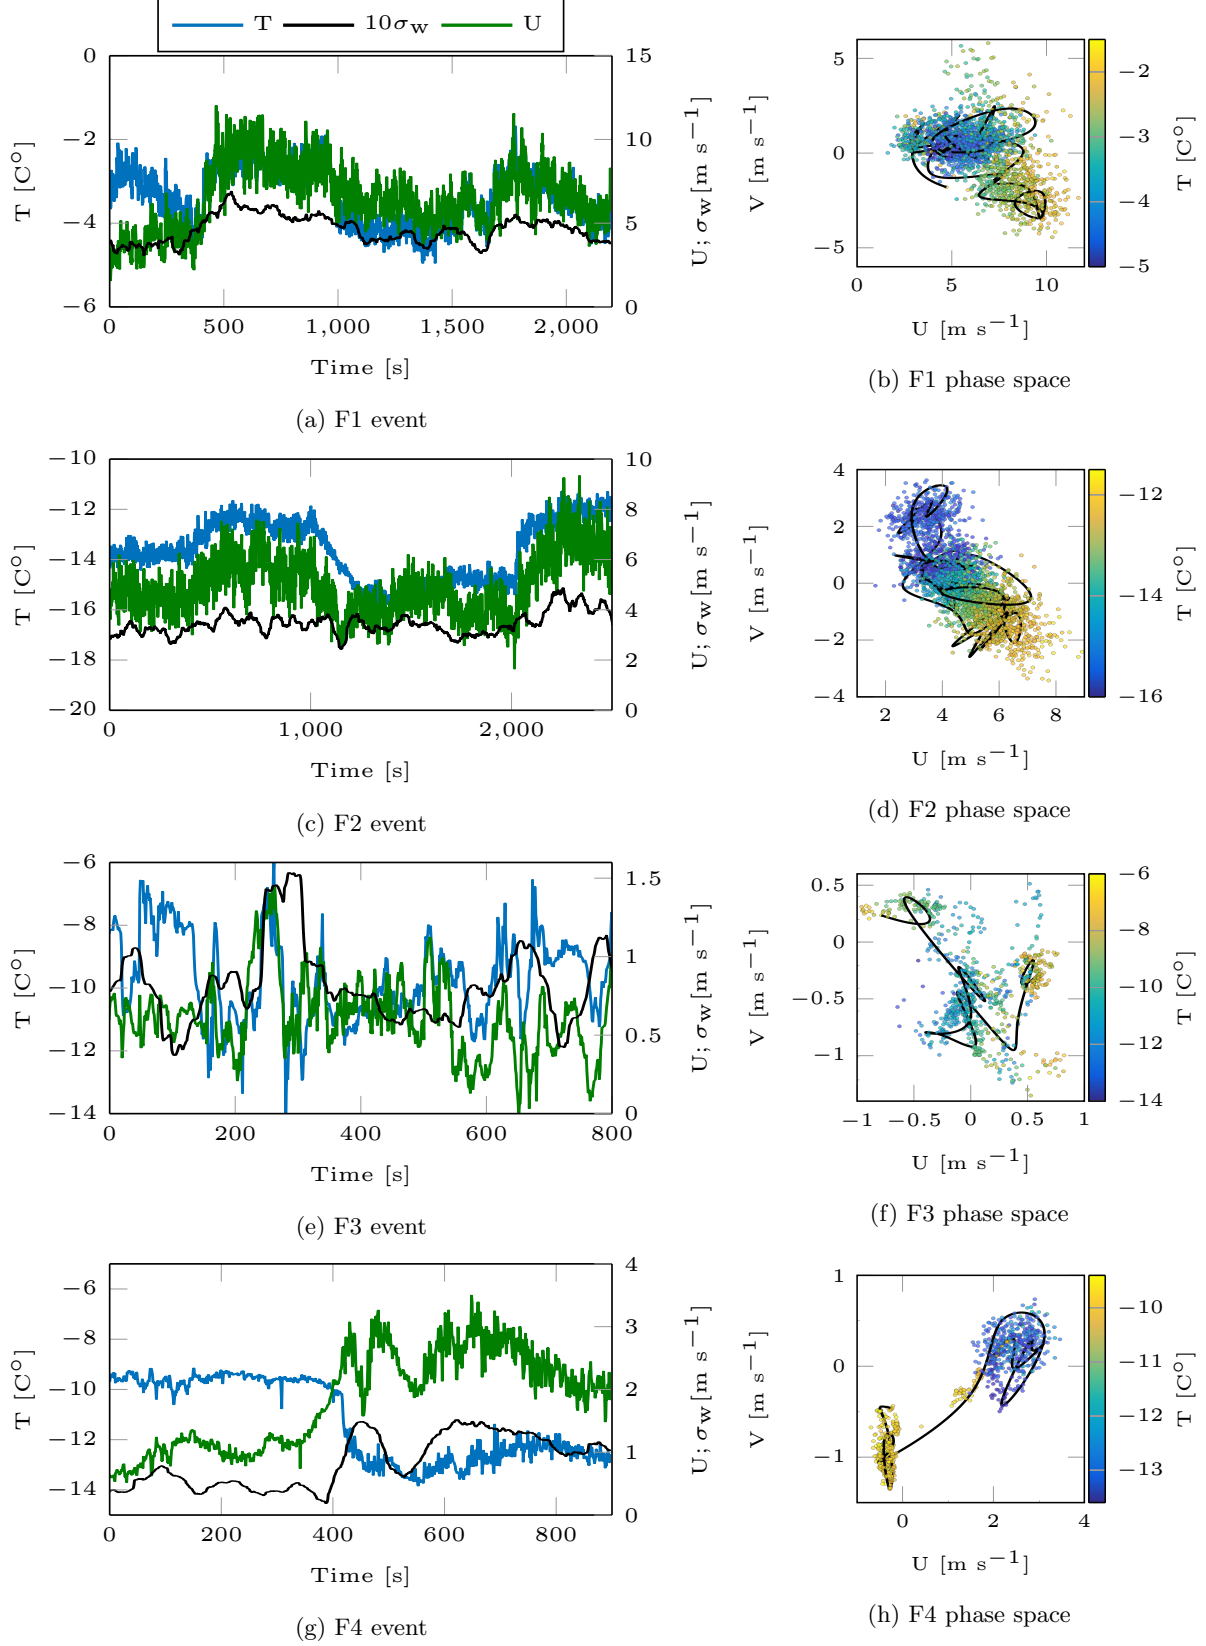 T 10σw U
0 −2 −4 −6
T [C°]
0 500 1,000 1,500 2,000
Time [s]
15 10 5 0
U; σw[m s−1]
(a) F1 event
5 0 −5
V [m s−1]
0 5 10
U [m s−1]
−2 −3 −4 −5
T [C°]
(b) F1 phase space
−10 −12 −14 −16 −18 −20
T [C°]
0 1,000 2,000
Time [s]
10 8 6 4 2 0
U; σw[m s−1]
(c) F2 event
4 2 0 −2 −4
V [m s−1]
2 4 6 8
U [m s−1]
−12 −14 −16
T [C°]
(d) F2 phase space
−6 −8 −10 −12 −14
T [C°]
0 200 400 600 800
Time [s]
1.5 1 0.5 0
U; σw[m s−1]
(e) F3 event
0.5 0 −0.5 −1
V [m s−1]
−1 −0.5 0 0.5 1
U [m s−1]
−6 −8 −10 −12 −14
T [C°]
(f) F3 phase space
−6 −8 −10 −12 −14
T [C°]
0 200 400 600 800
Time [s]
4 3 2 1 0
U; σw[m s−1]
(g) F4 event
1 0 −1
V [m s−1]
0 2 4
U [m s−1]
−10 −11 −12 −13
T [C°]
(h) F4 phase space